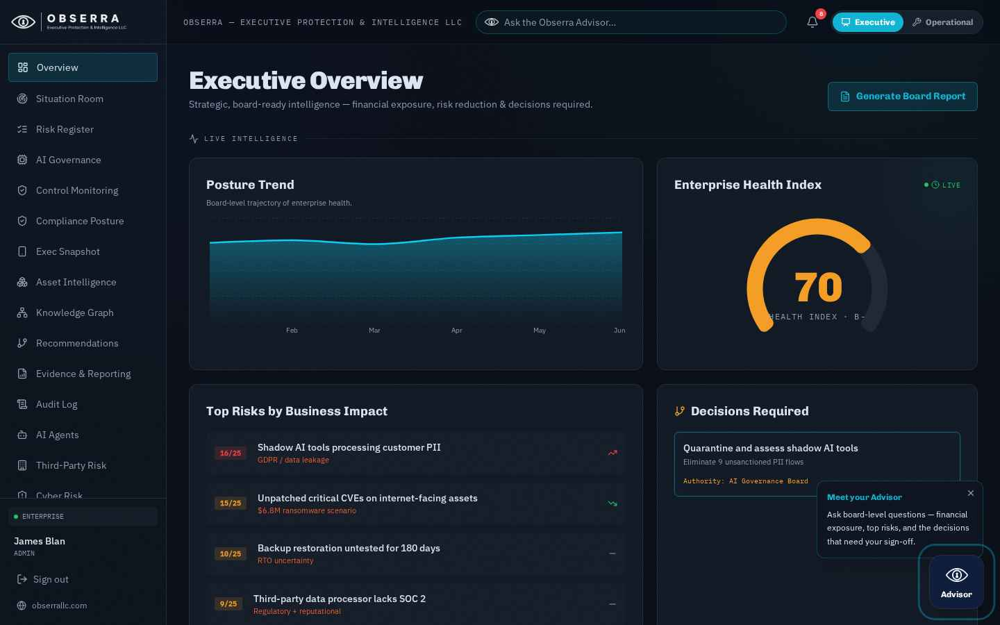 OBSERRA
Executive Protection & Intelligence LLC
OBSERRA — EXECUTIVE PROTECTION & INTELLIGENCE LLC
Ask the Obserra Advisor...
8
Executive
Operational
Overview
Situation Room
Risk Register
AI Governance
Control Monitoring
Compliance Posture
Exec Snapshot
Asset Intelligence
Knowledge Graph
Recommendations
Evidence & Reporting
Audit Log
AI Agents
Third-Party Risk
Cyber Risk
ENTERPRISE
James Blan
ADMIN
Sign out
obserrallc.com
Executive Overview
Strategic, board-ready intelligence — financial exposure, risk reduction & decisions required.
Generate Board Report
LIVE INTELLIGENCE
Posture Trend
Board-level trajectory of enterprise health.
Feb
Mar
Apr
May
Jun
Enterprise Health Index
LIVE
70
HEALTH INDEX · B-
Top Risks by Business Impact
16/25
Shadow AI tools processing customer PII
GDPR / data leakage
15/25
Unpatched critical CVEs on internet-facing assets
$6.8M ransomware scenario
10/25
Backup restoration untested for 180 days
RTO uncertainty
9/25
Third-party data processor lacks SOC 2
Regulatory + reputational
Decisions Required
Quarantine and assess shadow AI tools
Eliminate 9 unsanctioned PII flows
Authority: AI Governance Board
Meet your Advisor
Ask board-level questions — financial
exposure, top risks, and the decisions
that need your sign-off.
Advisor